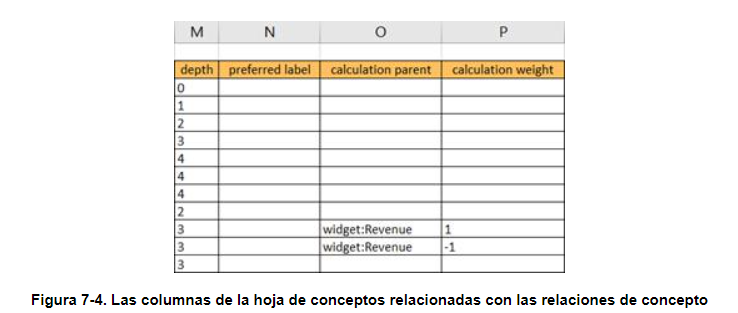 M N O P
depth preferred label calculation parent calculation weight
0
1
2
3
4
4
4
2
3 widget:Revenue 1
3 widget:Revenue -1
3
Figura 7-4. Las columnas de la hoja de conceptos relacionadas con las relaciones de concepto